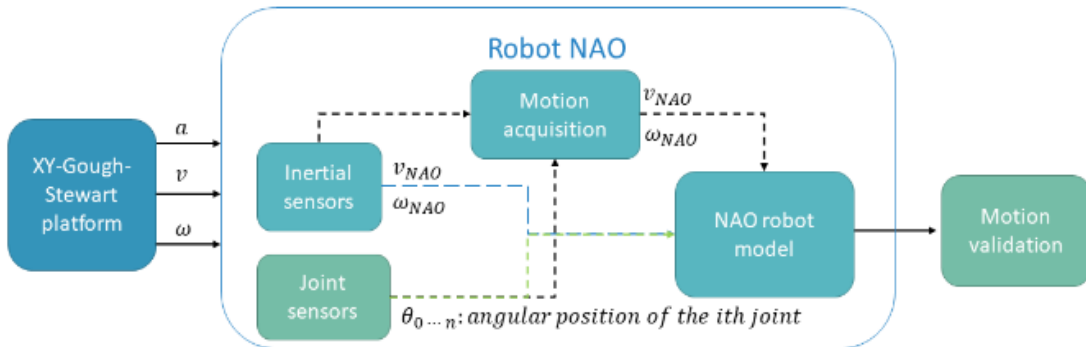 Robot NAO
XY-Gough-
Stewart
platform
a
v
ω
Inertial
sensors
v_NAO
ω_NAO
Motion
acquisition
v_NAO
ω_NAO
Joint
sensors
θ_0 … n: angular position of the ith joint
NAO robot
model
Motion
validation